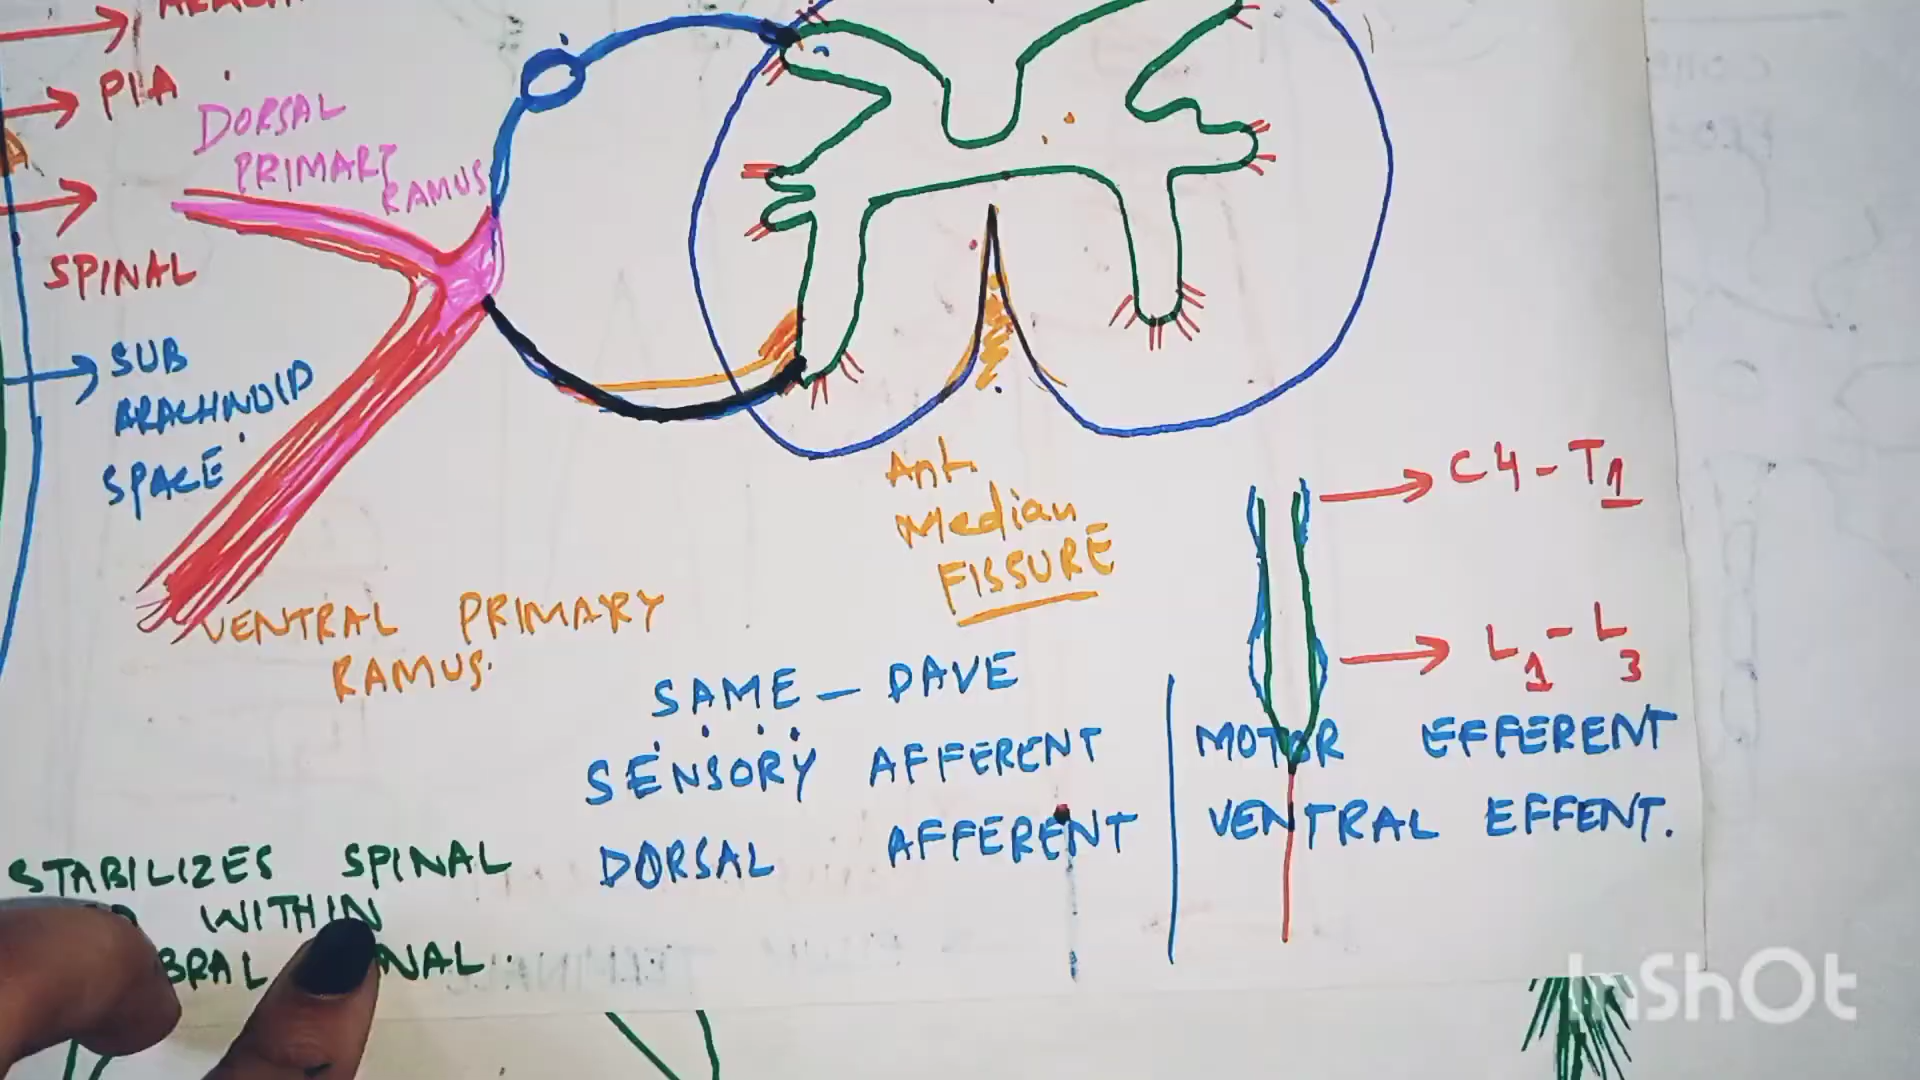 PIA
DORSAL
PRIMARY
RAMUS
SPINAL
SUB
ARACHNOID
SPACE
Ant.
Median
FISSURE
C4-T1
L1-L3
VENTRAL PRIMARY
RAMUS.
SAME - DAVE
SENSORY AFFERENT
DORSAL AFFERENT
MOTOR EFFERENT
VENTRAL EFFENT.
STABILIZES SPINAL
WITHIN
InShOt